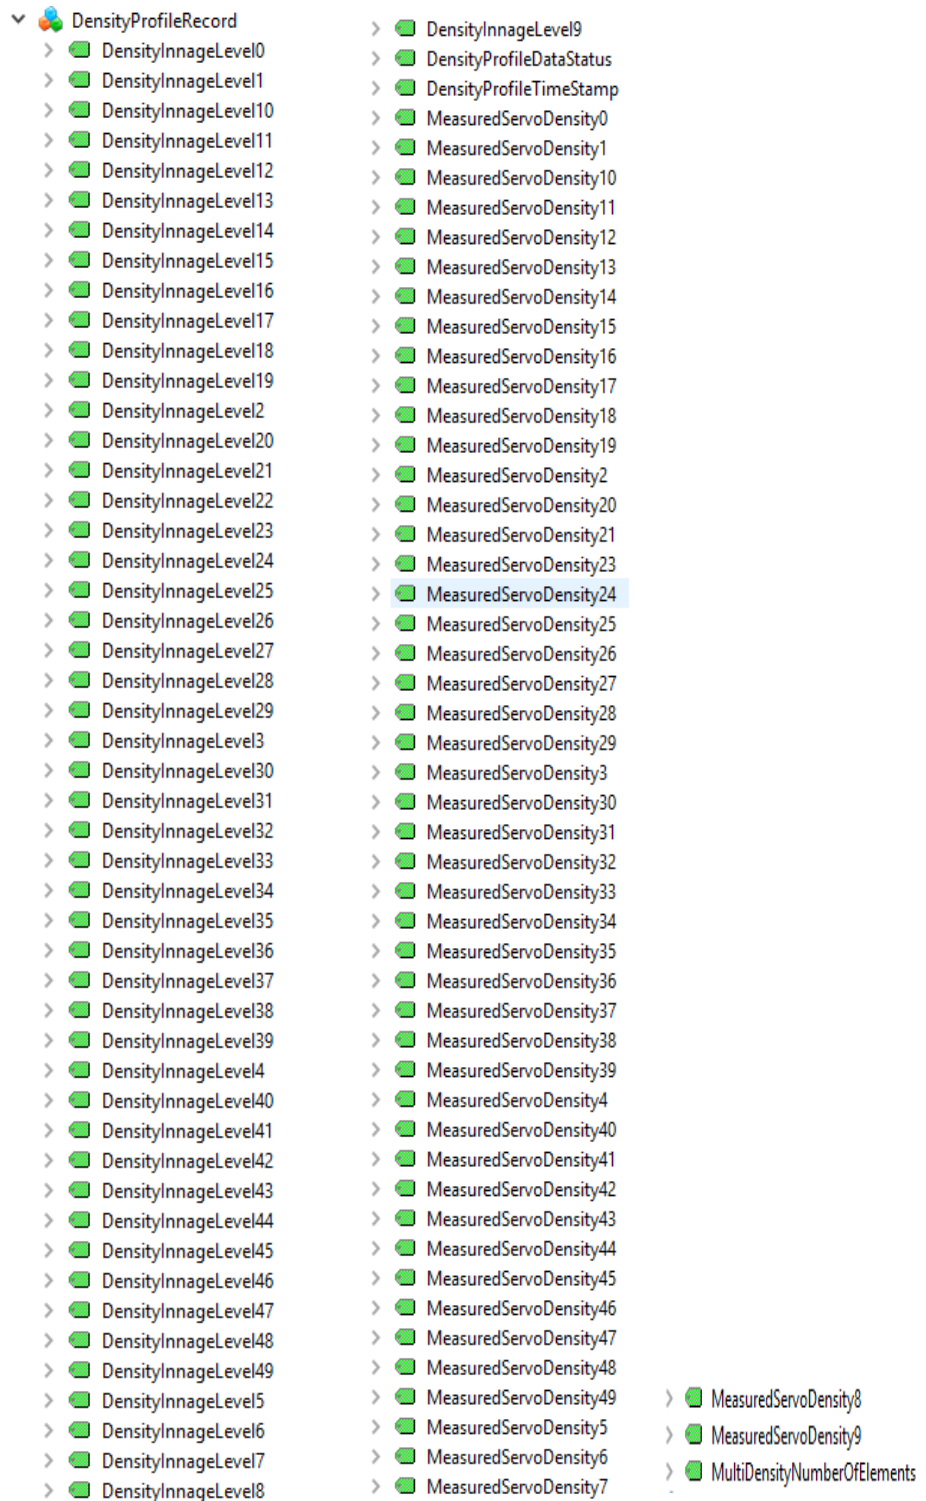 DensityProfileRecord
DensityInnageLevel0
DensityInnageLevel1
DensityInnageLevel10
DensityInnageLevel11
DensityInnageLevel12
DensityInnageLevel13
DensityInnageLevel14
DensityInnageLevel15
DensityInnageLevel16
DensityInnageLevel17
DensityInnageLevel18
DensityInnageLevel19
DensityInnageLevel2
DensityInnageLevel20
DensityInnageLevel21
DensityInnageLevel22
DensityInnageLevel23
DensityInnageLevel24
DensityInnageLevel25
DensityInnageLevel26
DensityInnageLevel27
DensityInnageLevel28
DensityInnageLevel29
DensityInnageLevel3
DensityInnageLevel30
DensityInnageLevel31
DensityInnageLevel32
DensityInnageLevel33
DensityInnageLevel34
DensityInnageLevel35
DensityInnageLevel36
DensityInnageLevel37
DensityInnageLevel38
DensityInnageLevel39
DensityInnageLevel4
DensityInnageLevel40
DensityInnageLevel41
DensityInnageLevel42
DensityInnageLevel43
DensityInnageLevel44
DensityInnageLevel45
DensityInnageLevel46
DensityInnageLevel47
DensityInnageLevel48
DensityInnageLevel49
DensityInnageLevel5
DensityInnageLevel6
DensityInnageLevel7
DensityInnageLevel8
DensityInnageLevel9
DensityProfileDataStatus
DensityProfileTimeStamp
MeasuredServoDensity0
MeasuredServoDensity1
MeasuredServoDensity10
MeasuredServoDensity11
MeasuredServoDensity12
MeasuredServoDensity13
MeasuredServoDensity14
MeasuredServoDensity15
MeasuredServoDensity16
MeasuredServoDensity17
MeasuredServoDensity18
MeasuredServoDensity19
MeasuredServoDensity2
MeasuredServoDensity20
MeasuredServoDensity21
MeasuredServoDensity23
MeasuredServoDensity24
MeasuredServoDensity25
MeasuredServoDensity26
MeasuredServoDensity27
MeasuredServoDensity28
MeasuredServoDensity29
MeasuredServoDensity3
MeasuredServoDensity30
MeasuredServoDensity31
MeasuredServoDensity32
MeasuredServoDensity33
MeasuredServoDensity34
MeasuredServoDensity35
MeasuredServoDensity36
MeasuredServoDensity37
MeasuredServoDensity38
MeasuredServoDensity39
MeasuredServoDensity4
MeasuredServoDensity40
MeasuredServoDensity41
MeasuredServoDensity42
MeasuredServoDensity43
MeasuredServoDensity44
MeasuredServoDensity45
MeasuredServoDensity46
MeasuredServoDensity47
MeasuredServoDensity48
MeasuredServoDensity49
MeasuredServoDensity5
MeasuredServoDensity6
MeasuredServoDensity7
MeasuredServoDensity8
MeasuredServoDensity9
MultiDensityNumberOfElements